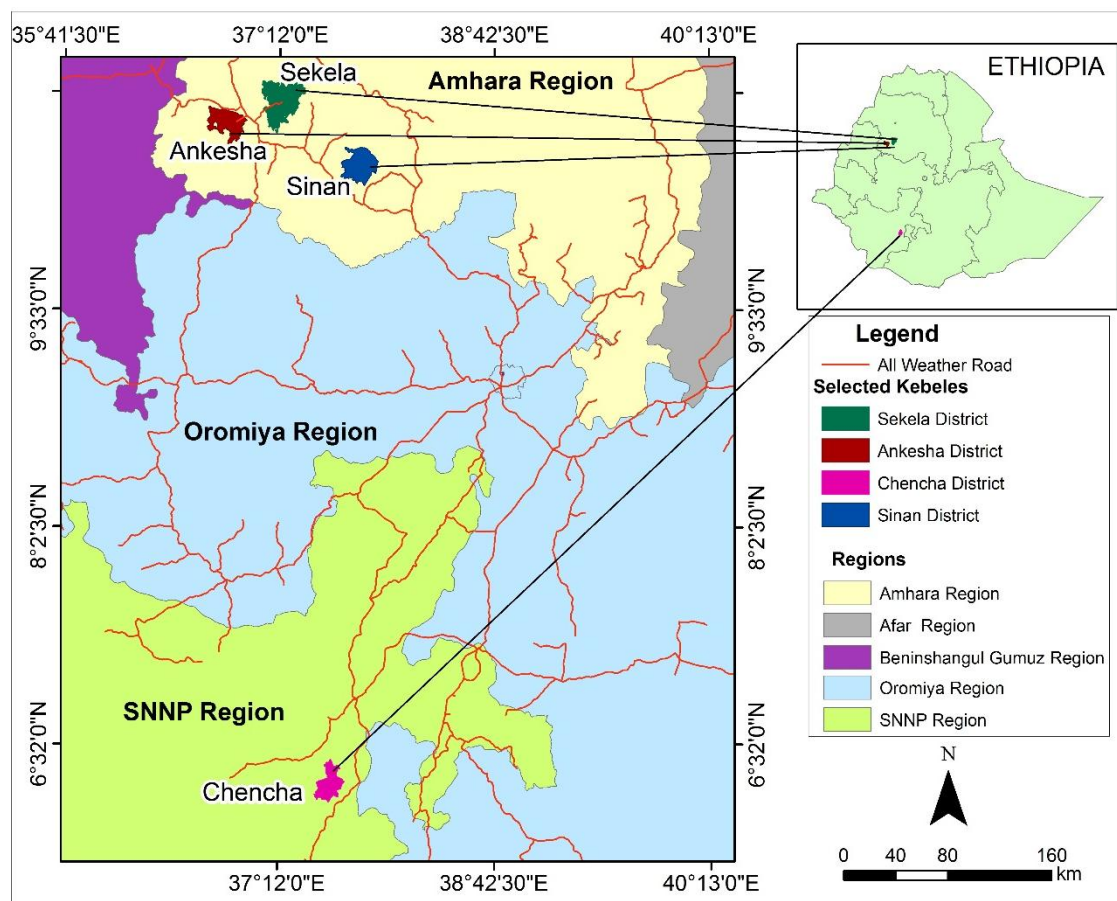 35°41'30"E
37°12'0"E
38°42'30"E
40°13'0"E
Sekela
Amhara Region
Ankesha
Sinan
9°33'0"N
9°33'0"N
Oromiya Region
8°2'30"N
8°2'30"N
SNNP Region
6°32'0"N
6°32'0"N
Chencha
37°12'0"E
38°42'30"E
40°13'0"E
ETHIOPIA
Legend
All Weather Road
Selected Kebeles
Sekela District
Ankesha District
Chencha District
Sinan District
Regions
Amhara Region
Afar Region
Beninshangul Gumuz Region
Oromiya Region
SNNP Region
N
0 40 80 160
km